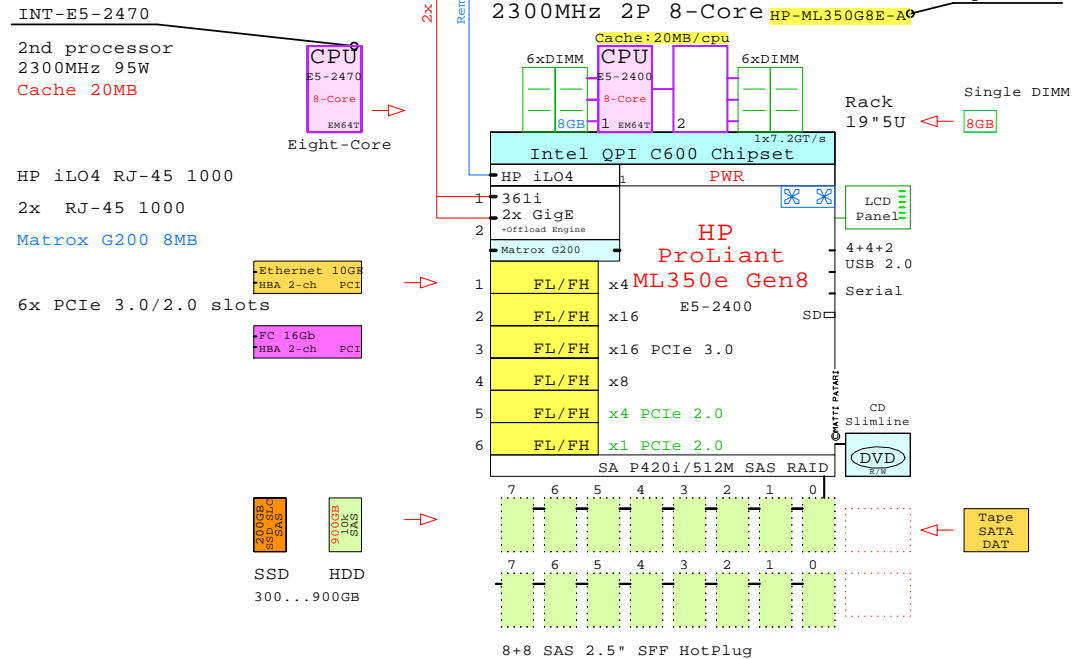 INT-E5-2470
2x
Rem
2300MHz 2P 8-Core
HP-ML350G8E-A
2nd processor
2300MHz 95W
Cache 20MB
CPU
E5-2470
8-Core
EM64T
Eight-Core
Cache:20MB/cpu
6xDIMM
8GB
CPU
E5-2400
8-Core
1 EM64T
2
6xDIMM
Rack
19"5U
Single DIMM
8GB
1x7.2GT/s
Intel QPI C600 Chipset
HP iLO4 RJ-45 1000
2x RJ-45 1000
Matrox G200 8MB
HP iLO4
1
PWR
1 361i
2x GigE
2 +Offload Engine
Matrox G200
LCD
Panel
HP
ProLiant
ML350e Gen8
E5-2400
4+4+2
USB 2.0
Serial
SD
Ethernet 10GE
HBA 2-ch PCI
6x PCIe 3.0/2.0 slots
FC 16Gb
HBA 2-ch PCI
1 FL/FH x4
2 FL/FH x16
3 FL/FH x16 PCIe 3.0
4 FL/FH x8
5 FL/FH x4 PCIe 2.0
6 FL/FH x1 PCIe 2.0
©MATTI PATARI
CD
Slimline
DVD
R/W
SA P420i/512M SAS RAID
7 6 5 4 3 2 1 0
200GB
SSD SLC
SAS
900GB
10k
SAS
Tape
SATA
DAT
SSD HDD
300...900GB
7 6 5 4 3 2 1 0
8+8 SAS 2.5" SFF HotPlug